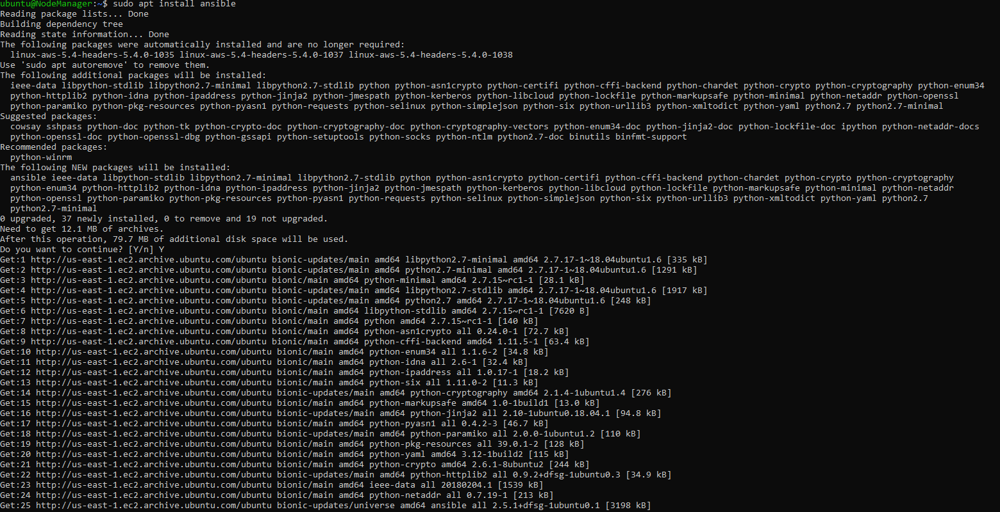 ubuntu@NodeManager:~$ sudo apt install ansible
Reading package lists... Done
Building dependency tree
Reading state information... Done
The following packages were automatically installed and are no longer required:
  linux-aws-5.4-headers-5.4.0-1035 linux-aws-5.4-headers-5.4.0-1037 linux-aws-5.4-headers-5.4.0-1038
Use 'sudo apt autoremove' to remove them.
The following additional packages will be installed:
  ieee-data libpython-stdlib libpython2.7-minimal libpython2.7-stdlib python python-asn1crypto python-certifi python-cffi-backend python-chardet python-crypto python-cryptography python-enum34
  python-httplib2 python-idna python-ipaddress python-jinja2 python-jmespath python-kerberos python-libcloud python-lockfile python-markupsafe python-minimal python-netaddr python-openssl
  python-paramiko python-pkg-resources python-pyasn1 python-requests python-selinux python-simplejson python-six python-urllib3 python-xmltodict python-yaml python2.7 python2.7-minimal
Suggested packages:
  cowsay sshpass python-doc python-tk python-crypto-doc python-cryptography-doc python-cryptography-vectors python-enum34-doc python-jinja2-doc python-lockfile-doc ipython python-netaddr-docs
  python-openssl-doc python-openssl-dbg python-gssapi python-setuptools python-socks python-ntlm python2.7-doc binutils binfmt-support
Recommended packages:
  python-winrm
The following NEW packages will be installed:
  ansible ieee-data libpython-stdlib libpython2.7-minimal libpython2.7-stdlib python python-asn1crypto python-certifi python-cffi-backend python-chardet python-crypto python-cryptography
  python-enum34 python-httplib2 python-idna python-ipaddress python-jinja2 python-jmespath python-kerberos python-libcloud python-lockfile python-markupsafe python-minimal python-netaddr
  python-openssl python-paramiko python-pkg-resources python-pyasn1 python-requests python-selinux python-simplejson python-six python-urllib3 python-xmltodict python-yaml python2.7
  python2.7-minimal
0 upgraded, 37 newly installed, 0 to remove and 19 not upgraded.
Need to get 12.1 MB of archives.
After this operation, 79.7 MB of additional disk space will be used.
Do you want to continue? [Y/n] Y
Get:1 http://us-east-1.ec2.archive.ubuntu.com/ubuntu bionic-updates/main amd64 libpython2.7-minimal amd64 2.7.17-1~18.04ubuntu1.6 [335 kB]
Get:2 http://us-east-1.ec2.archive.ubuntu.com/ubuntu bionic-updates/main amd64 python2.7-minimal amd64 2.7.17-1~18.04ubuntu1.6 [1291 kB]
Get:3 http://us-east-1.ec2.archive.ubuntu.com/ubuntu bionic/main amd64 python-minimal amd64 2.7.15~rc1-1 [28.1 kB]
Get:4 http://us-east-1.ec2.archive.ubuntu.com/ubuntu bionic-updates/main amd64 libpython2.7-stdlib amd64 2.7.17-1~18.04ubuntu1.6 [1917 kB]
Get:5 http://us-east-1.ec2.archive.ubuntu.com/ubuntu bionic-updates/main amd64 python2.7 amd64 2.7.17-1~18.04ubuntu1.6 [248 kB]
Get:6 http://us-east-1.ec2.archive.ubuntu.com/ubuntu bionic/main amd64 libpython-stdlib amd64 2.7.15~rc1-1 [7620 B]
Get:7 http://us-east-1.ec2.archive.ubuntu.com/ubuntu bionic/main amd64 python amd64 2.7.15~rc1-1 [140 kB]
Get:8 http://us-east-1.ec2.archive.ubuntu.com/ubuntu bionic/main amd64 python-asn1crypto all 0.24.0-1 [72.7 kB]
Get:9 http://us-east-1.ec2.archive.ubuntu.com/ubuntu bionic/main amd64 python-cffi-backend amd64 1.11.5-1 [63.4 kB]
Get:10 http://us-east-1.ec2.archive.ubuntu.com/ubuntu bionic/main amd64 python-enum34 all 1.1.6-2 [34.8 kB]
Get:11 http://us-east-1.ec2.archive.ubuntu.com/ubuntu bionic/main amd64 python-idna all 2.6-1 [32.4 kB]
Get:12 http://us-east-1.ec2.archive.ubuntu.com/ubuntu bionic/main amd64 python-ipaddress all 1.0.17-1 [18.2 kB]
Get:13 http://us-east-1.ec2.archive.ubuntu.com/ubuntu bionic/main amd64 python-six all 1.11.0-2 [11.3 kB]
Get:14 http://us-east-1.ec2.archive.ubuntu.com/ubuntu bionic-updates/main amd64 python-cryptography amd64 2.1.4-1ubuntu1.4 [276 kB]
Get:15 http://us-east-1.ec2.archive.ubuntu.com/ubuntu bionic/main amd64 python-markupsafe amd64 1.0-1build1 [13.0 kB]
Get:16 http://us-east-1.ec2.archive.ubuntu.com/ubuntu bionic-updates/main amd64 python-jinja2 all 2.10-1ubuntu0.18.04.1 [94.8 kB]
Get:17 http://us-east-1.ec2.archive.ubuntu.com/ubuntu bionic/main amd64 python-pyasn1 all 0.4.2-3 [46.7 kB]
Get:18 http://us-east-1.ec2.archive.ubuntu.com/ubuntu bionic-updates/main amd64 python-paramiko all 2.0.0-1ubuntu1.2 [110 kB]
Get:19 http://us-east-1.ec2.archive.ubuntu.com/ubuntu bionic/main amd64 python-pkg-resources all 39.0.1-2 [128 kB]
Get:20 http://us-east-1.ec2.archive.ubuntu.com/ubuntu bionic/main amd64 python-yaml amd64 3.12-1build2 [115 kB]
Get:21 http://us-east-1.ec2.archive.ubuntu.com/ubuntu bionic/main amd64 python-crypto amd64 2.6.1-8ubuntu2 [244 kB]
Get:22 http://us-east-1.ec2.archive.ubuntu.com/ubuntu bionic-updates/main amd64 python-httplib2 all 0.9.2+dfsg-1ubuntu0.3 [34.9 kB]
Get:23 http://us-east-1.ec2.archive.ubuntu.com/ubuntu bionic/main amd64 ieee-data all 20180204.1 [1539 kB]
Get:24 http://us-east-1.ec2.archive.ubuntu.com/ubuntu bionic/main amd64 python-netaddr all 0.7.19-1 [213 kB]
Get:25 http://us-east-1.ec2.archive.ubuntu.com/ubuntu bionic-updates/universe amd64 ansible all 2.5.1+dfsg-1ubuntu0.1 [3198 kB]